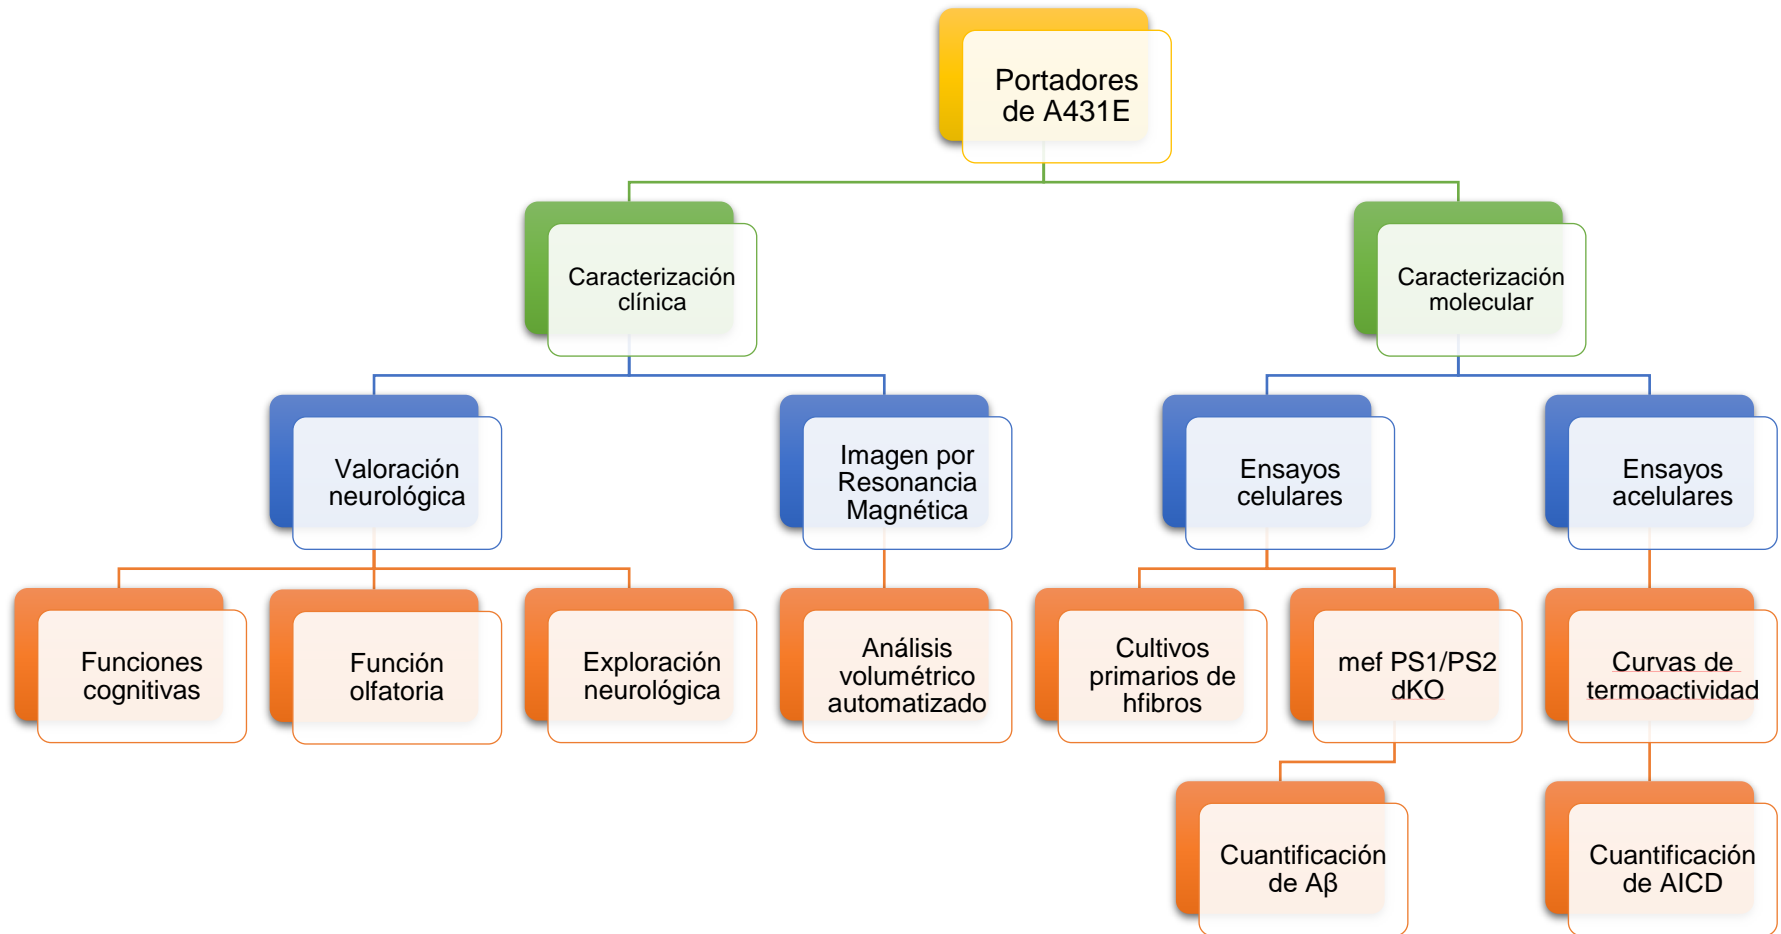 Portadores
de A431E
Caracterización
clínica
Caracterización
molecular
Valoración
neurológica
Imagen por
Resonancia
Magnética
Ensayos
celulares
Ensayos
acelulares
Funciones
cognitivas
Función
olfatoria
Exploración
neurológica
Análisis
volumétrico
automatizado
Cultivos
primarios de
hfibros
mef PS1/PS2
dKO
Curvas de
termoactividad
Cuantificación
de Aβ
Cuantificación
de AICD